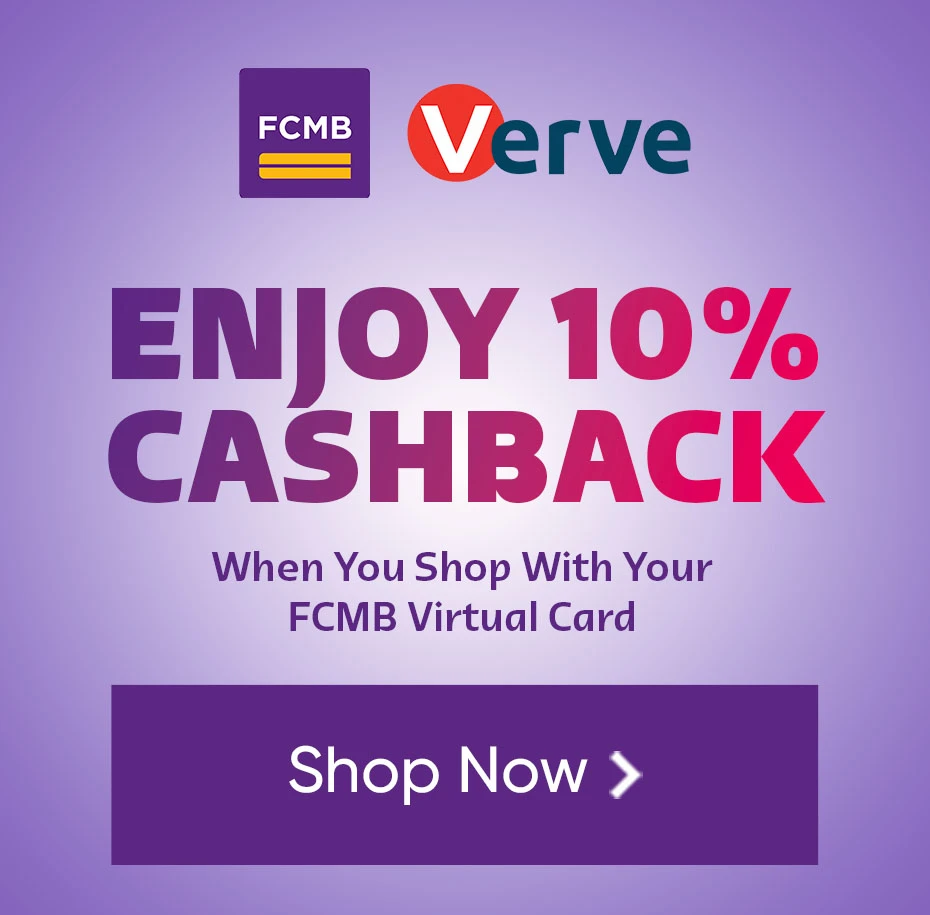 FCMB
Verve
ENJOY 10%
CASHBACK
When You Shop With Your
FCMB Virtual Card
Shop Now